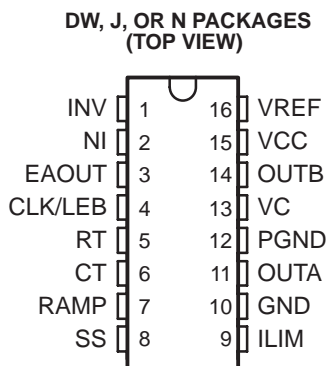 DW, J, OR N PACKAGES
(TOP VIEW)
INV 1 16 VREF
NI 2 15 VCC
EAOUT 3 14 OUTB
CLK/LEB 4 13 VC
RT 5 12 PGND
CT 6 11 OUTA
RAMP 7 10 GND
SS 8 9 ILIM